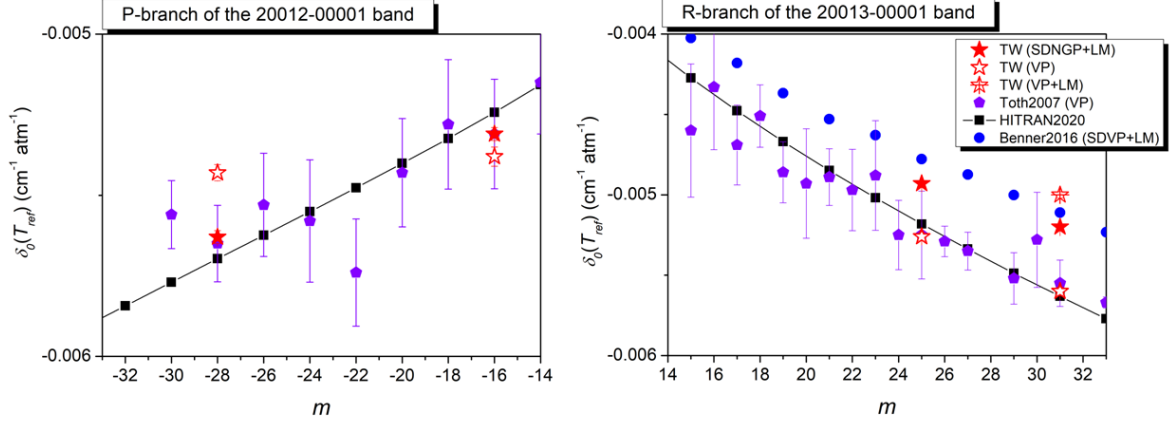 P-branch of the 20012-00001 band
-0.005
-0.006
δ0(Tref) (cm-1 atm-1)
-32 -30 -28 -26 -24 -22 -20 -18 -16 -14
m
R-branch of the 20013-00001 band
-0.004
-0.005
-0.006
δ0(Tref) (cm-1 atm-1)
TW (SDNGP+LM)
TW (VP)
TW (VP+LM)
Toth2007 (VP)
HITRAN2020
Benner2016 (SDVP+LM)
14 16 18 20 22 24 26 28 30 32
m